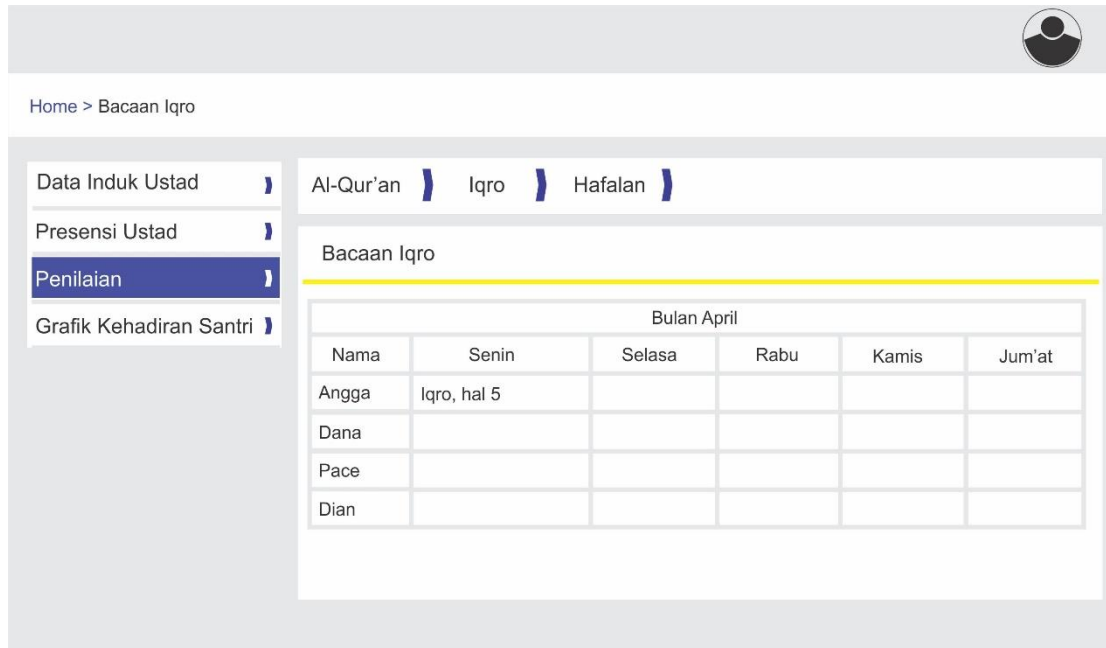 Home > Bacaan Iqro
Data Induk Ustad
Presensi Ustad
Penilaian
Grafik Kehadiran Santri
Al-Qur'an Iqro Hafalan
Bacaan Iqro
Bulan April
Nama Senin Selasa Rabu Kamis Jum'at
Angga Iqro, hal 5
Dana
Pace
Dian